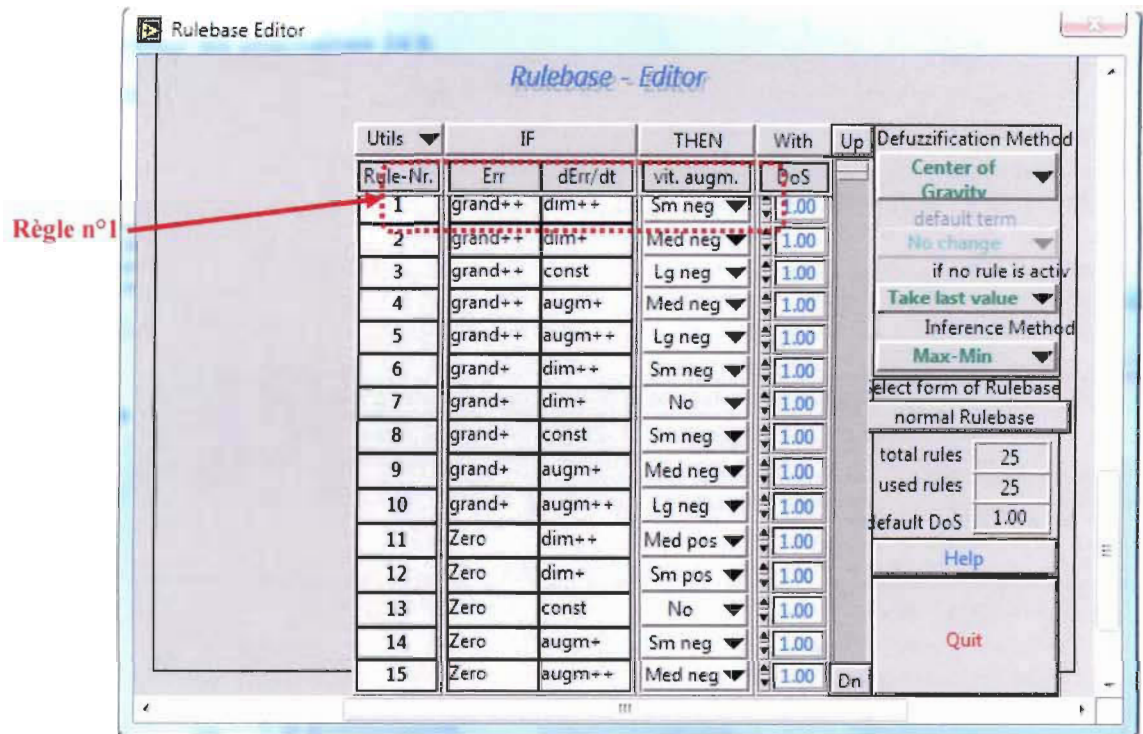 Rulebase Editor
Rulebase - Editor
Utils IF THEN With Up Defuzzification Method
Rule-Nr. Err dErr/dt vit. augm. DoS Center of Gravity
Règle n°1
1 grand++ dim++ Sm neg 1.00 default term
2 grand++ dim+ Med neg 1.00 No change
3 grand++ const Lg neg 1.00 if no rule is activ
4 grand++ augm+ Med neg 1.00 Take last value
5 grand++ augm++ Lg neg 1.00 Inference Method
6 grand+ dim++ Sm neg 1.00 Max-Min
7 grand+ dim+ No 1.00 elect form of Rulebase
8 grand+ const Sm neg 1.00 normal Rulebase
9 grand+ augm+ Med neg 1.00 total rules 25
10 grand+ augm++ Lg neg 1.00 used rules 25
11 Zero dim++ Med pos 1.00 default DoS 1.00
12 Zero dim+ Sm pos 1.00 Help
13 Zero const No 1.00
14 Zero augm+ Sm neg 1.00 Quit
15 Zero augm++ Med neg 1.00 Dn